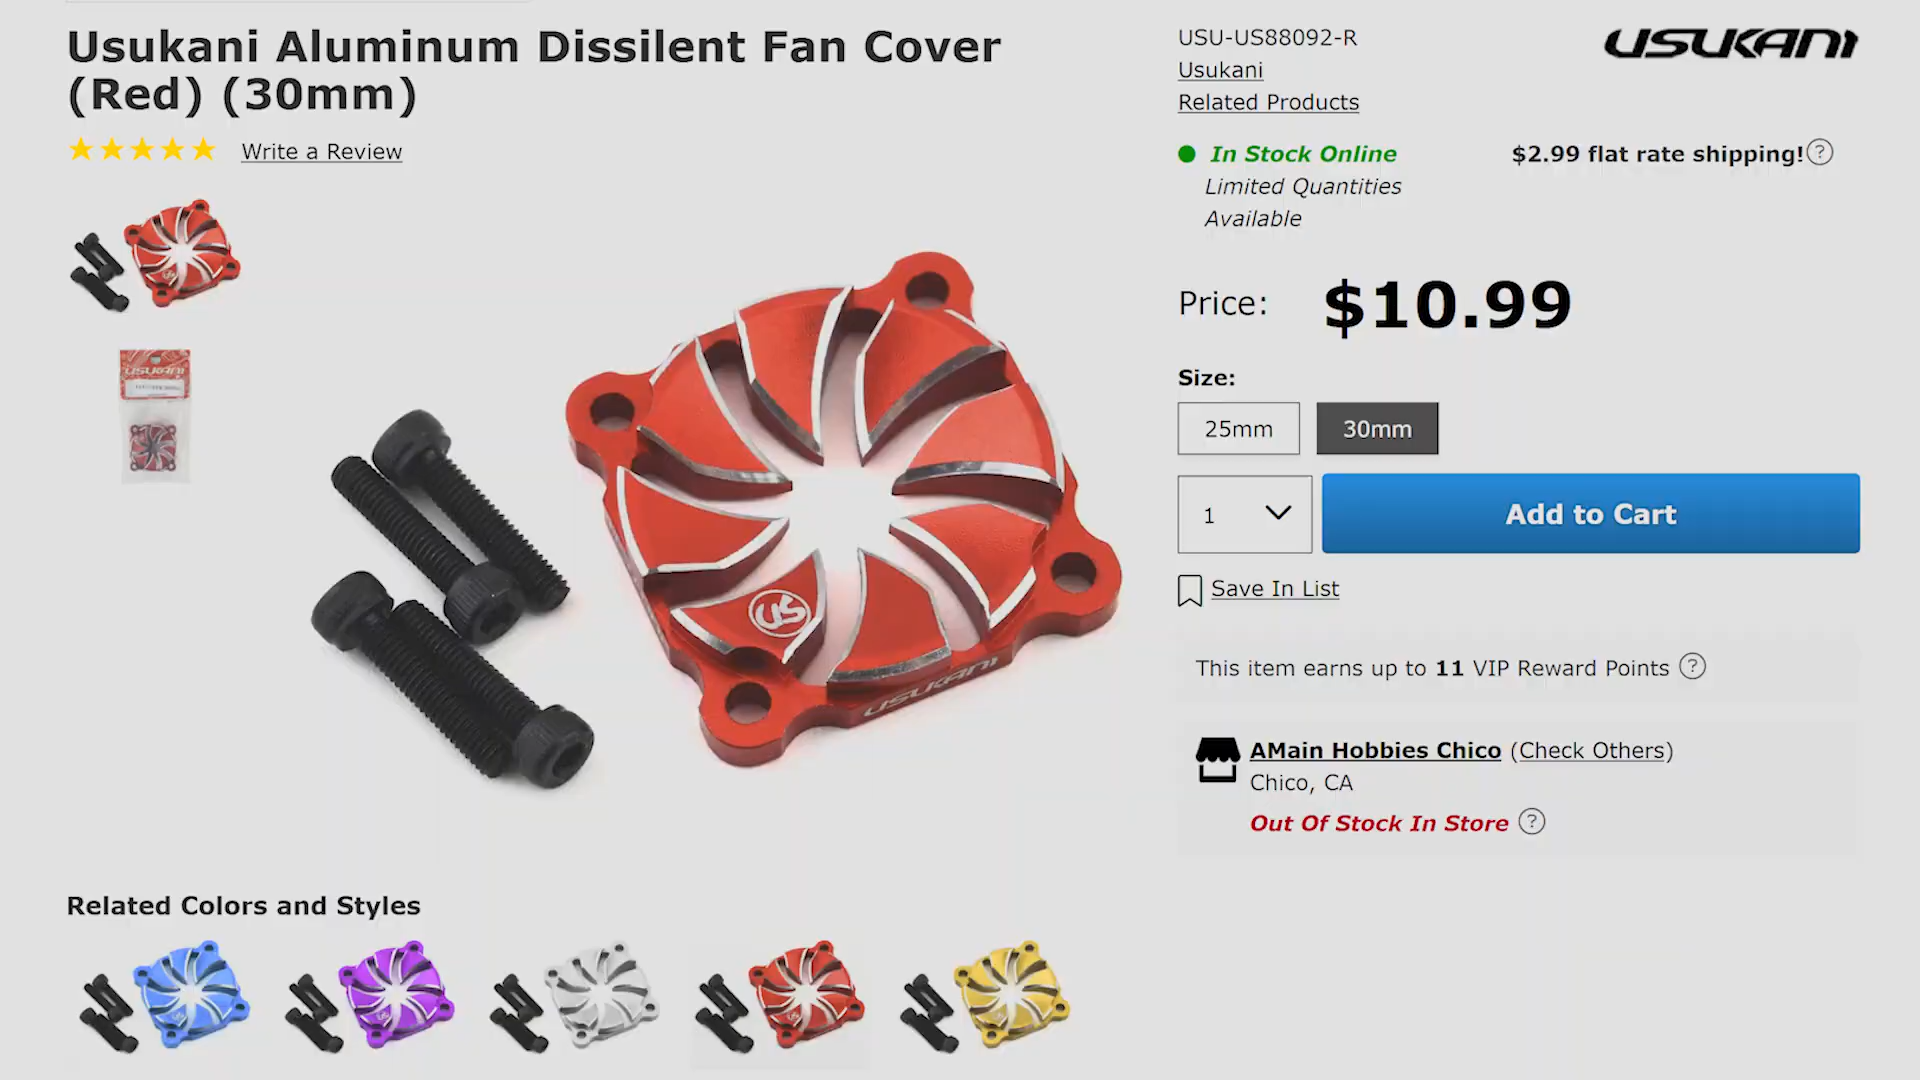 Usukani Aluminum Dissilent Fan Cover
(Red) (30mm)
Write a Review
USU-US88092-R
Usukani
Related Products
USUKANI
In Stock Online
Limited Quantities
Available
$2.99 flat rate shipping!
?
Price: $10.99
Size:
25mm
30mm
1
Add to Cart
Save In List
This item earns up to 11 VIP Reward Points
?
AMain Hobbies Chico (Check Others)
Chico, CA
Out Of Stock In Store
?
USUKANI
US
USUKANI
Related Colors and Styles